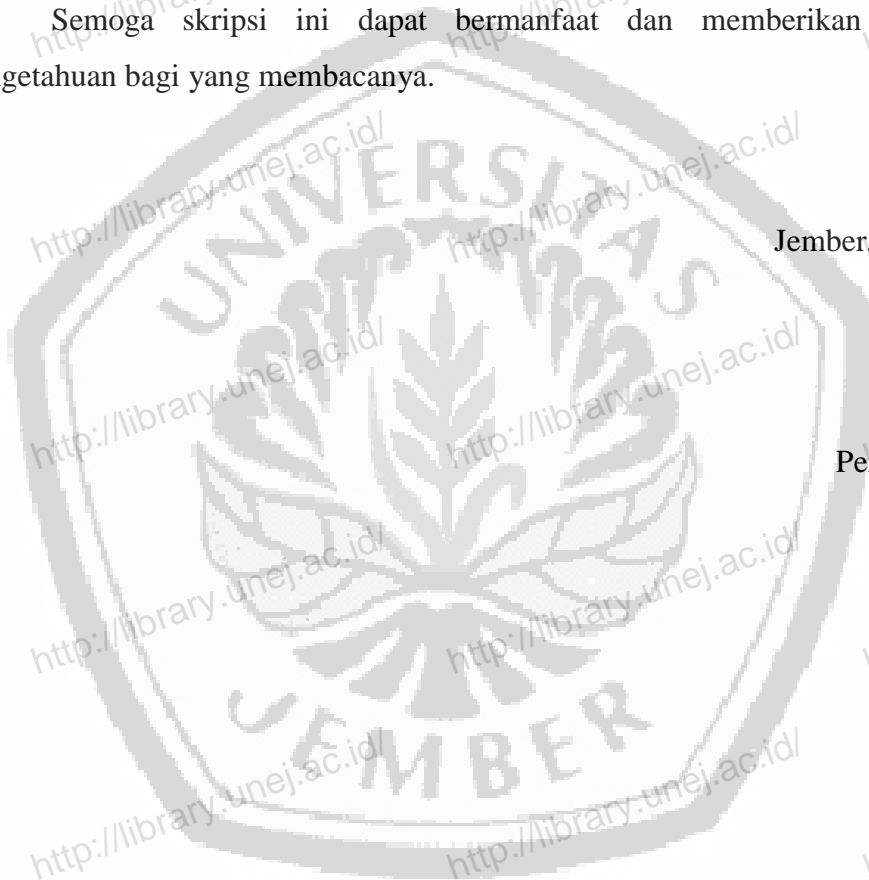 Semoga skripsi ini dapat bermanfaat dan memberikan
getahuan bagi yang membacanya.
http://library.unej.ac.id/
http://library.unej.ac.id/
UNIVERSITAS
Jember,
http://library.unej.ac.id/
http://library.unej.ac.id/
Pe
http://library.unej.ac.id/
http://library.unej.ac.id/
JEMBER
http://library.unej.ac.id/
http://library.unej.ac.id/